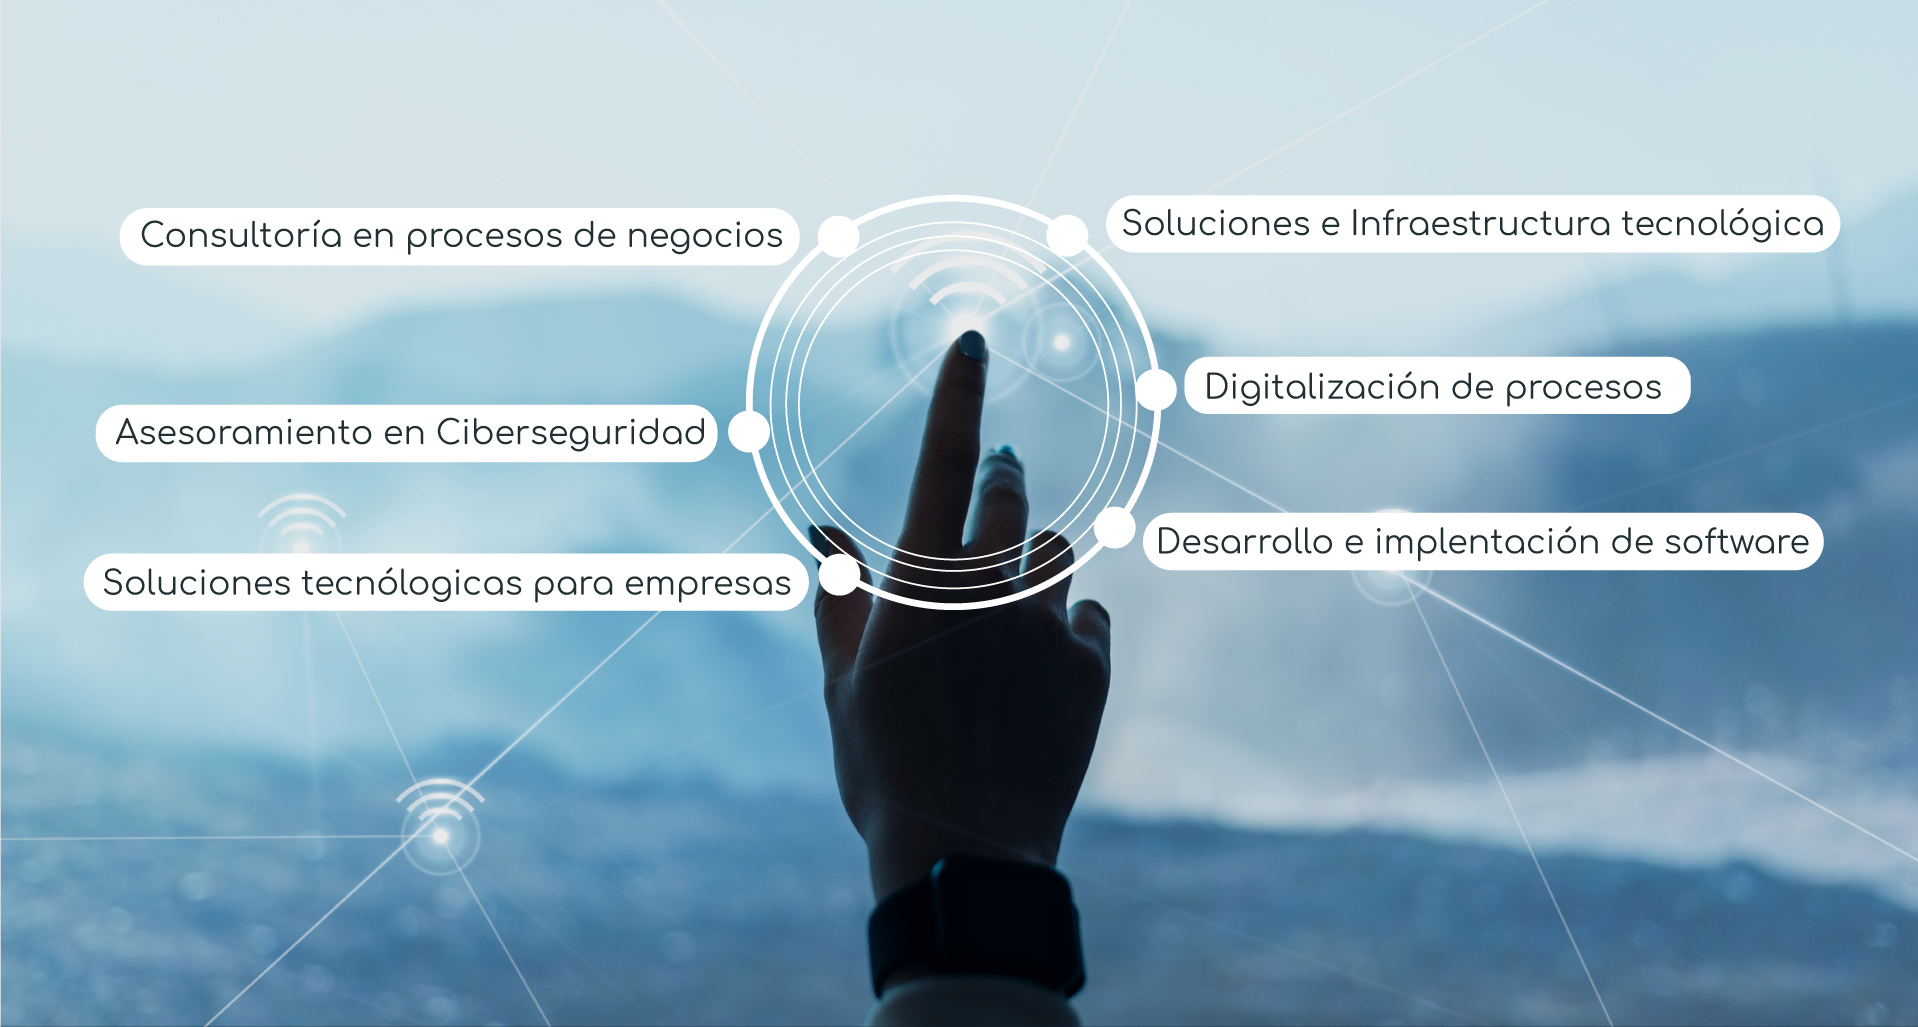 Consultoría en procesos de negocios
Soluciones e Infraestructura tecnológica
Asesoramiento en Ciberseguridad
Digitalización de procesos
Soluciones tecnólogicas para empresas
Desarrollo e implentación de software